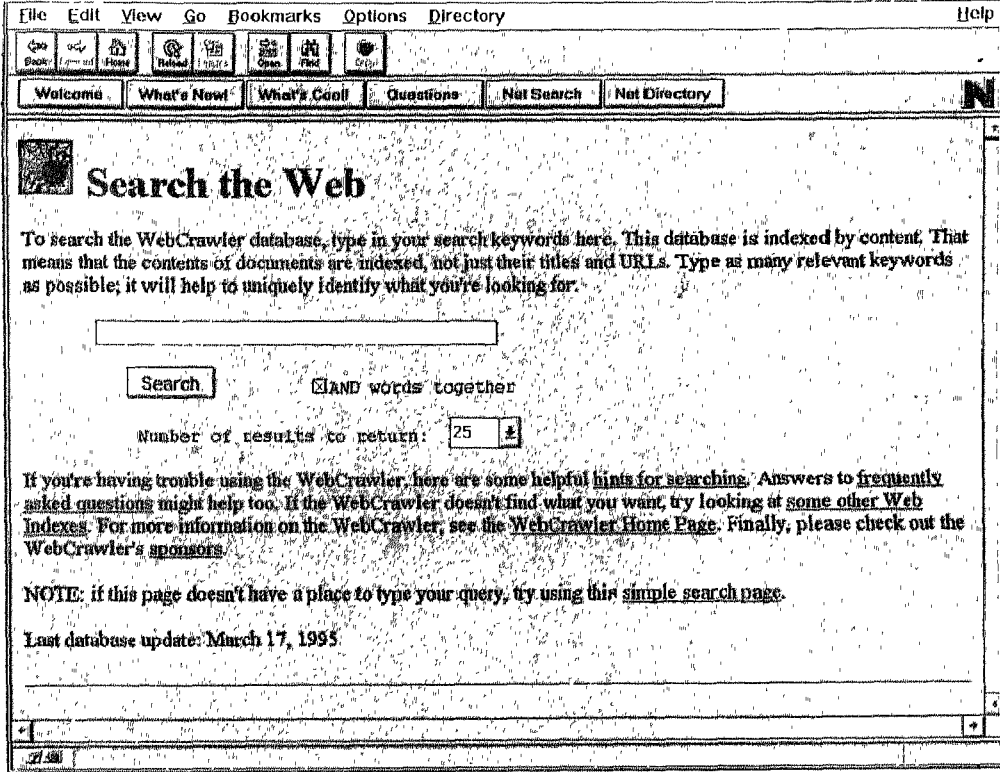 File Edit View Go Bookmarks Options Directory Help
Back Forward Home Reload Images Open Find Stop
Welcome What's New! What's Cool! Questions Net Search Net Directory N
Search the Web
To search the WebCrawler database, type in your search keywords here. This database is indexed by content. That
means that the contents of documents are indexed, not just their titles and URLs. Type as many relevant keywords
as possible; it will help to uniquely identify what you're looking for.
Search AND words together
Number of results to return: 25
If you're having trouble using the WebCrawler, here are some helpful hints for searching. Answers to frequently
asked questions might help too. If the WebCrawler doesn't find what you want, try looking at some other Web
Indexes. For more information on the WebCrawler, see the WebCrawler Home Page. Finally, please check out the
WebCrawler's sponsors.
NOTE: if this page doesn't have a place to type your query, try using this simple search page.
Last database update: March 17, 1995